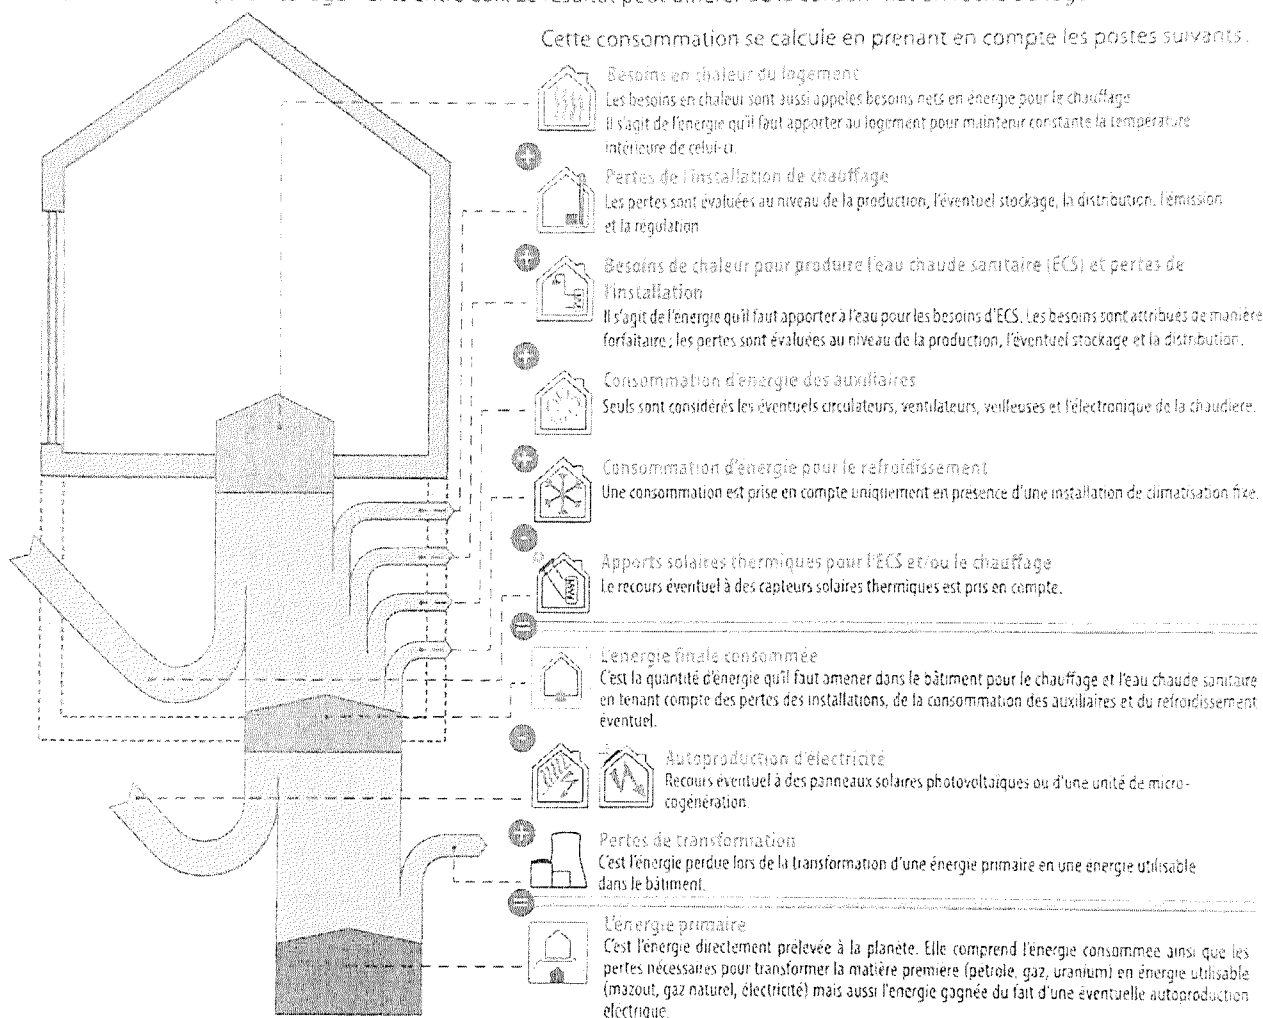 Cette consommation se calcule en prenant en compte les postes suivants.
Besoins en chaleur du logement
Les besoins en chaleur sont aussi appelés besoins nets en énergie pour le chauffage
Il s'agit de l'énergie qu'il faut apporter au logement pour maintenir constante la température
intérieure de celui-ci.
Pertes de l'installation de chauffage
Les pertes sont évaluées au niveau de la production, l'éventuel stockage, la distribution, l'émission
et la régulation
Besoins de chaleur pour produire l'eau chaude sanitaire (ECS) et pertes de
l'installation
Il s'agit de l'énergie qu'il faut apporter à l'eau pour les besoins d'ECS. Les besoins sont attribués de manière
forfaitaire ; les pertes sont évaluées au niveau de la production, l'éventuel stockage et la distribution.
Consommation d'énergie des auxiliaires
Seuls sont considérés les éventuels circulateurs, ventilateurs, veilleuses et l'électronique de la chaudière.
Consommation d'énergie pour le refroidissement
Une consommation est prise en compte uniquement en présence d'une installation de climatisation fixe.
Apports solaires thermiques pour l'ECS et/ou le chauffage
Le recours éventuel à des capteurs solaires thermiques est pris en compte.
L'énergie finale consommée
C'est la quantité d'énergie qu'il faut amener dans le bâtiment pour le chauffage et l'eau chaude sanitaire
en tenant compte des pertes des installations, de la consommation des auxiliaires et du refroidissement
éventuel.
Autoproduction d'électricité
Recours éventuel à des panneaux solaires photovoltaïques ou d'une unité de micro-
cogénération.
Pertes de transformation
C'est l'énergie perdue lors de la transformation d'une énergie primaire en une énergie utilisable
dans le bâtiment.
L'énergie primaire
C'est l'énergie directement prélevée à la planète. Elle comprend l'énergie consommée ainsi que les
pertes nécessaires pour transformer la matière première (pétrole, gaz, uranium) en énergie utilisable
(mazout, gaz naturel, électricité) mais aussi l'énergie gagnée du fait d'une éventuelle autoproduction
électrique.